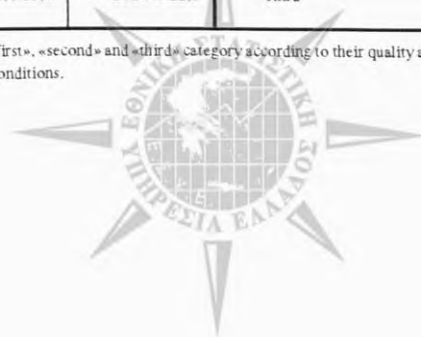 first», «second» and «third» category according to their quality a
onditions.
ΕΘΝΙΚΗ ΣΤΑΤΙΣΤΙΚΗ
ΥΠΗΡΕΣΙΑ ΕΛΛΑΔΟΣ